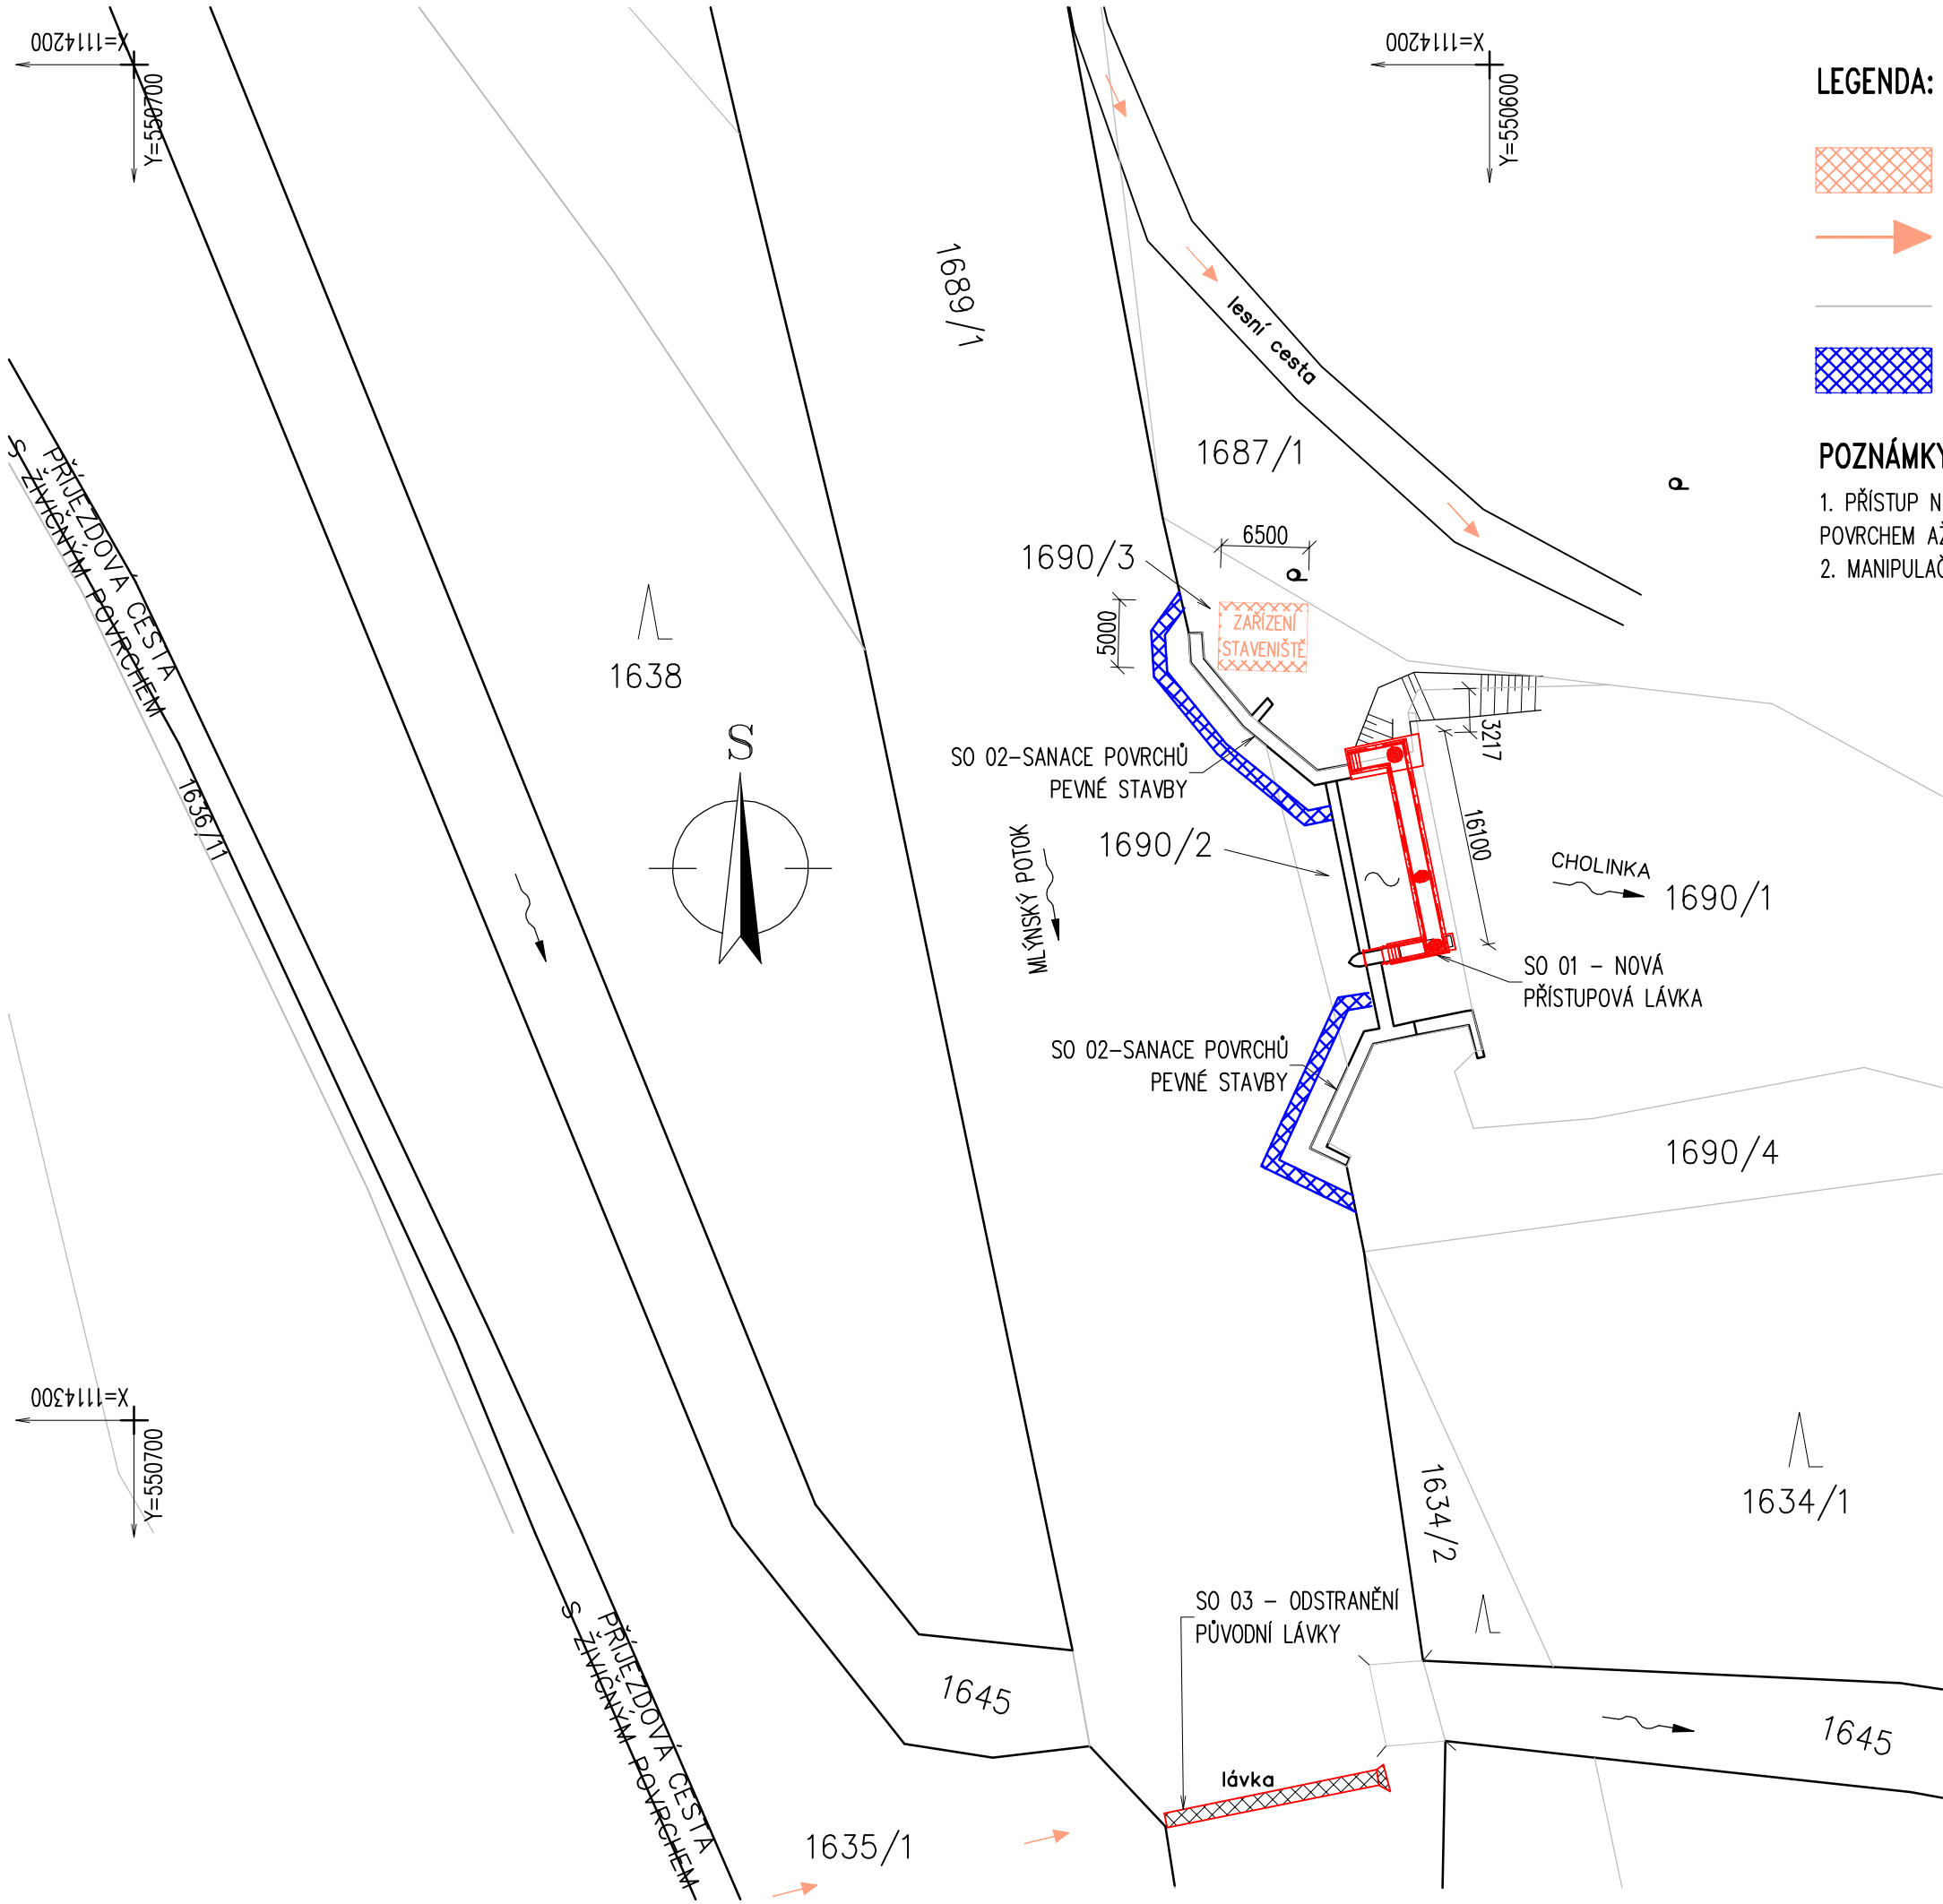 X=1114200
Y=550700
X=1114200
Y=550600
LEGENDA:
1689/1
lesní cesta
1687/1
POZNÁMKY
1. PŘÍSTUP N
POVRCHEM AŽ
2. MANIPULAČ
6500
1690/3
5000
ZAŘÍZENÍ
STAVENIŠTĚ
PŘÍJEZDOVÁ CESTA
S ŽIVIČNÝM POVRCHEM
1638
S
3217
SO 02-SANACE POVRCHŮ
PEVNÉ STAVBY
1636/11
16100
1690/2
MLÝNSKÝ POTOK
CHOLINKA
1690/1
SO 01 - NOVÁ
PŘÍSTUPOVÁ LÁVKA
SO 02-SANACE POVRCHŮ
PEVNÉ STAVBY
1690/4
X=1114300
Y=550700
1634/2
1634/1
SO 03 - ODSTRANĚNÍ
PŮVODNÍ LÁVKY
PŘÍJEZDOVÁ CESTA
S ŽIVIČNÝM POVRCHEM
1645
1645
lávka
1635/1